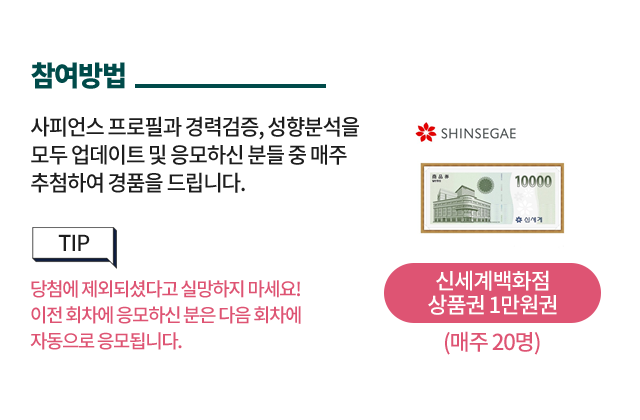 참여방법
사피언스 프로필과 경력검증, 성향분석을
모두 업데이트 및 응모하신 분들 중 매주
추첨하여 경품을 드립니다.
TIP
당첨에 제외되셨다고 실망하지 마세요!
이전 회차에 응모하신 분은 다음 회차에
자동으로 응모됩니다.
SHINSEGAE
商品券
10000
신세계
신세계백화점
상품권 1만원권
(매주 20명)